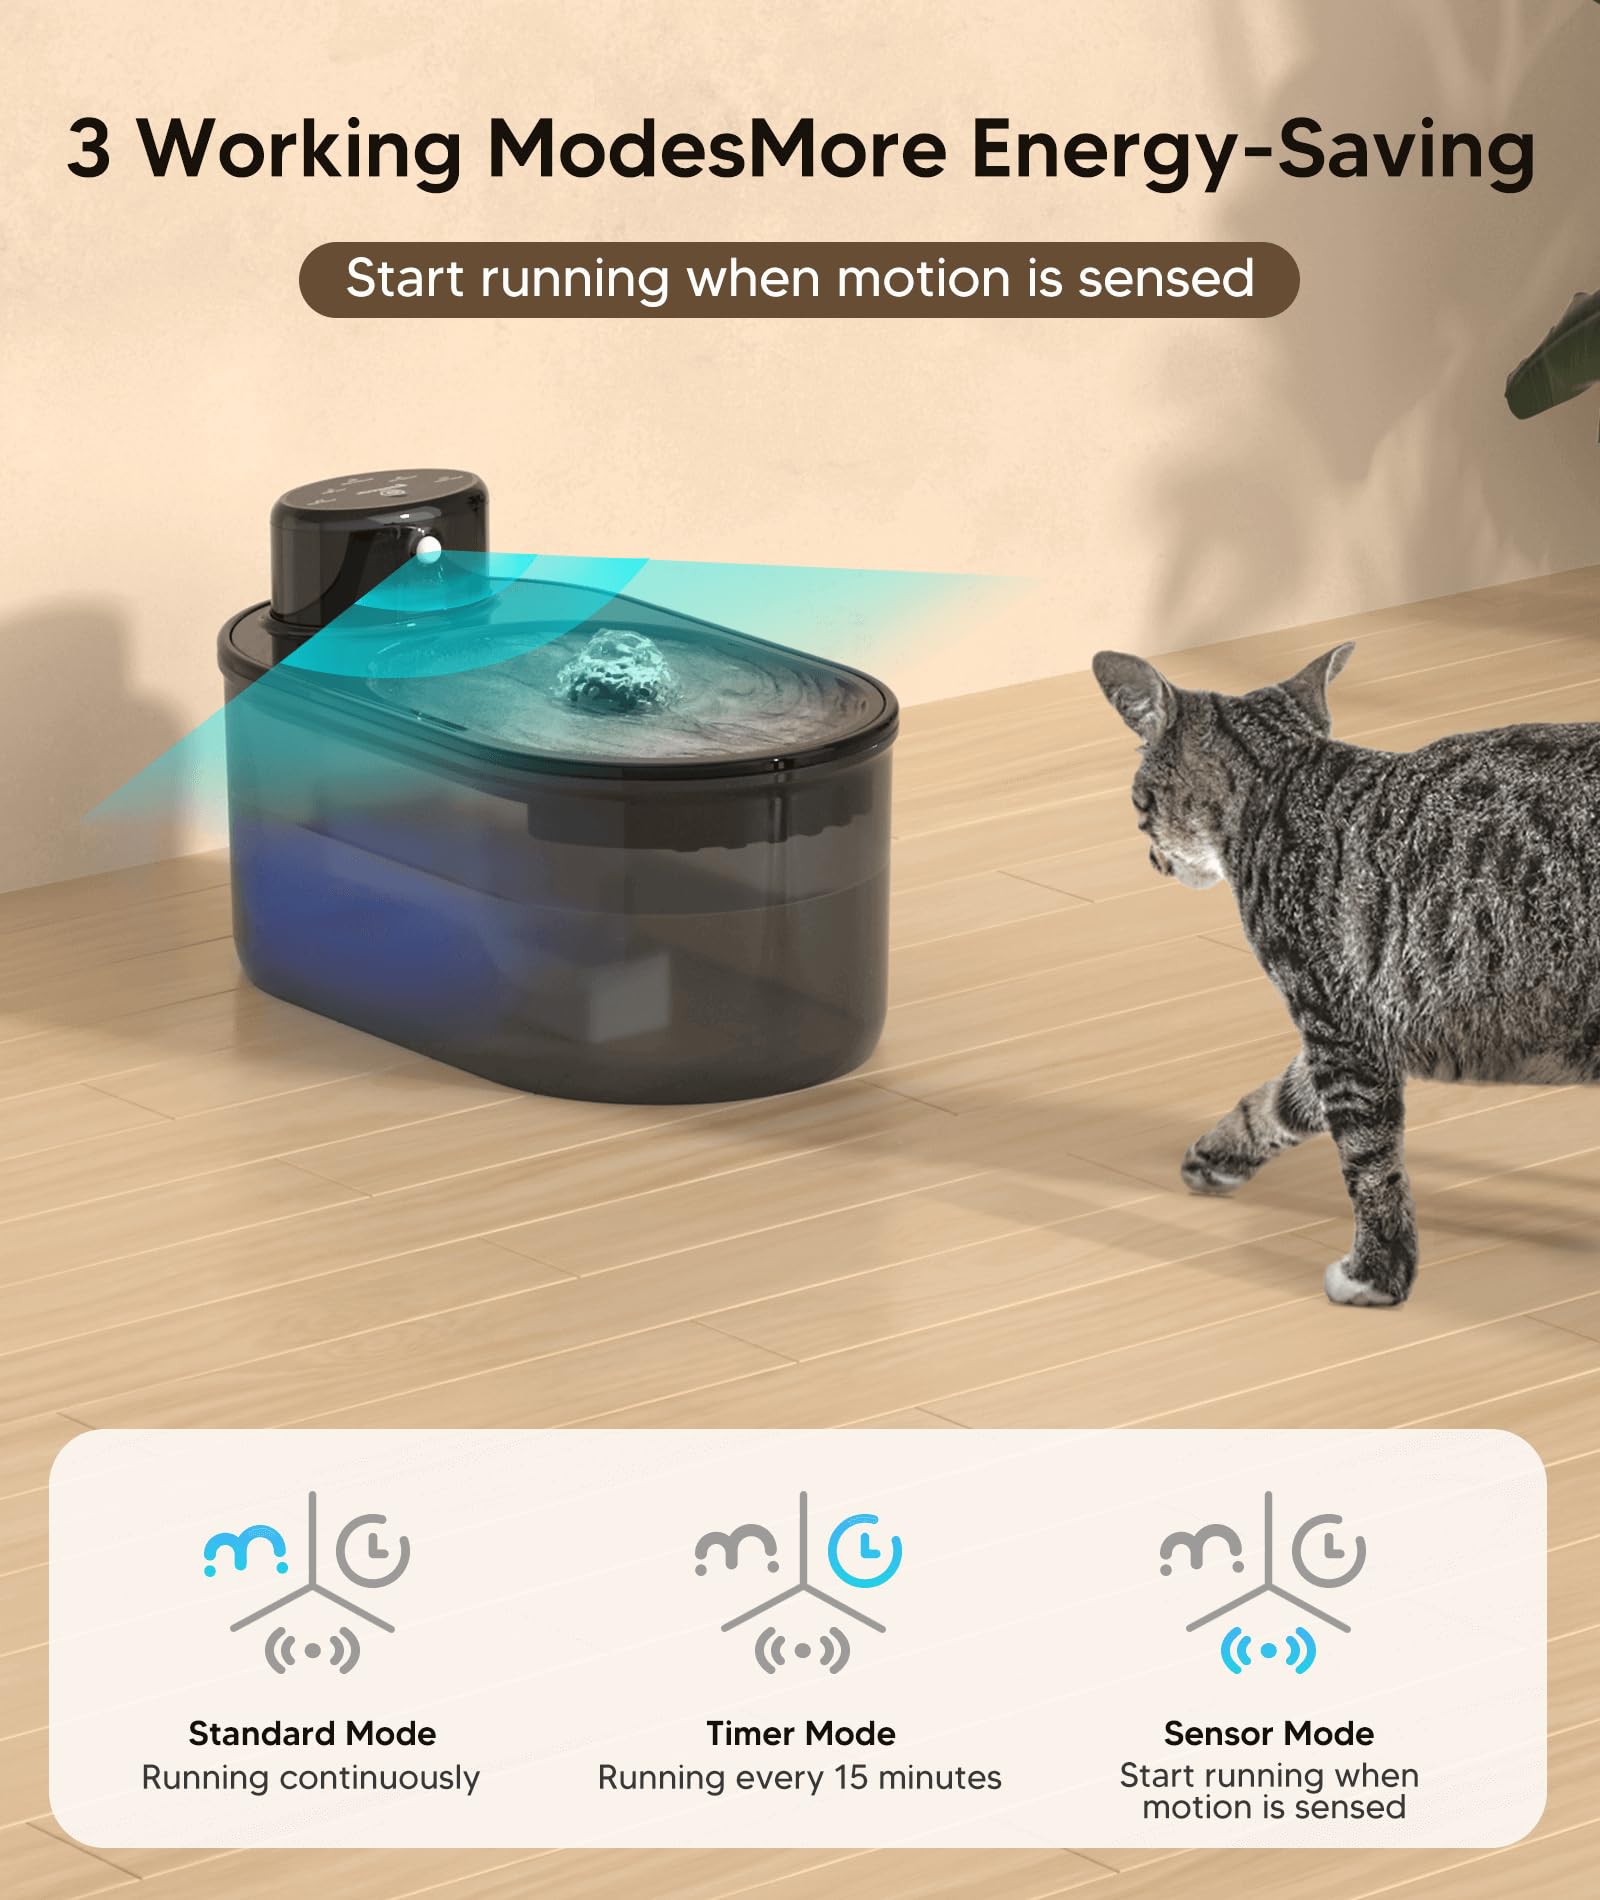 3 Working ModesMore Energy-Saving
Start running when motion is sensed
Standard Mode
Running continuously
Timer Mode
Running every 15 minutes
Sensor Mode
Start running when
motion is sensed